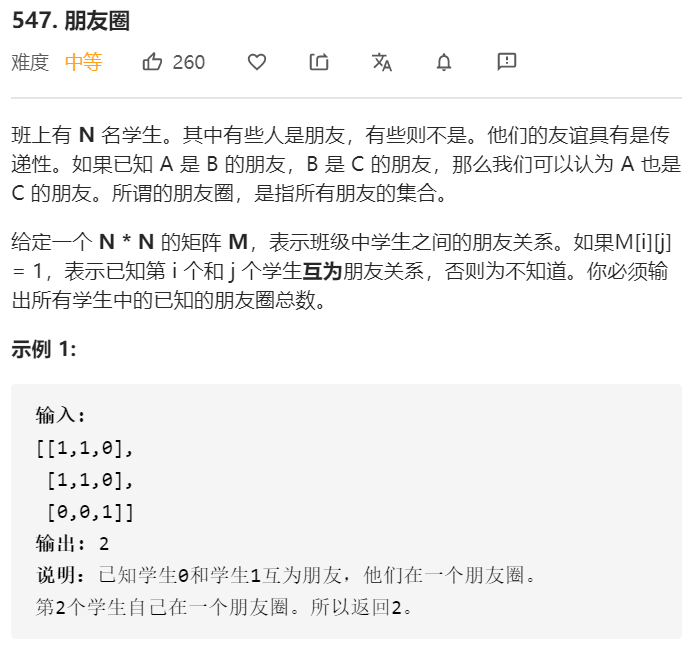 547. 朋友圈
难度 中等 260
班上有 N 名学生。其中有些人是朋友，有些则不是。他们的友谊具有是传
递性。如果已知 A 是 B 的朋友，B 是 C 的朋友，那么我们可以认为 A 也是
C 的朋友。所谓的朋友圈，是指所有朋友的集合。
给定一个 N * N 的矩阵 M，表示班级中学生之间的朋友关系。如果M[i][j]
= 1，表示已知第 i 个和 j 个学生互为朋友关系，否则为不知道。你必须输
出所有学生中的已知的朋友圈总数。
示例 1:
输入:
[[1,1,0],
[1,1,0],
[0,0,1]]
输出: 2
说明: 已知学生0和学生1互为朋友，他们在一个朋友圈。
第2个学生自己在一个朋友圈。所以返回2。